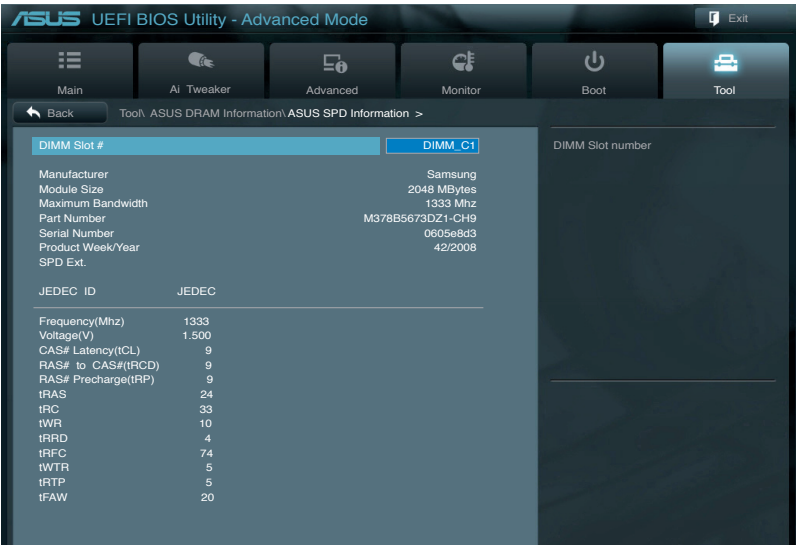 ASUS UEFI BIOS Utility - Advanced Mode
Exit
Main
Ai Tweaker
Advanced
Monitor
Boot
Tool
Back
Tool\ ASUS DRAM Information\ ASUS SPD Information >
DIMM Slot # DIMM_C1
DIMM Slot number
Manufacturer Samsung
Module Size 2048 MBytes
Maximum Bandwidth 1333 Mhz
Part Number M378B5673DZ1-CH9
Serial Number 0605e8d3
Product Week/Year 42/2008
SPD Ext.
JEDEC ID JEDEC
Frequency(Mhz) 1333
Voltage(V) 1.500
CAS# Latency(tCL) 9
RAS# to CAS#(tRCD) 9
RAS# Precharge(tRP) 9
tRAS 24
tRC 33
tWR 10
tRRD 4
tRFC 74
tWTR 5
tRTP 5
tFAW 20